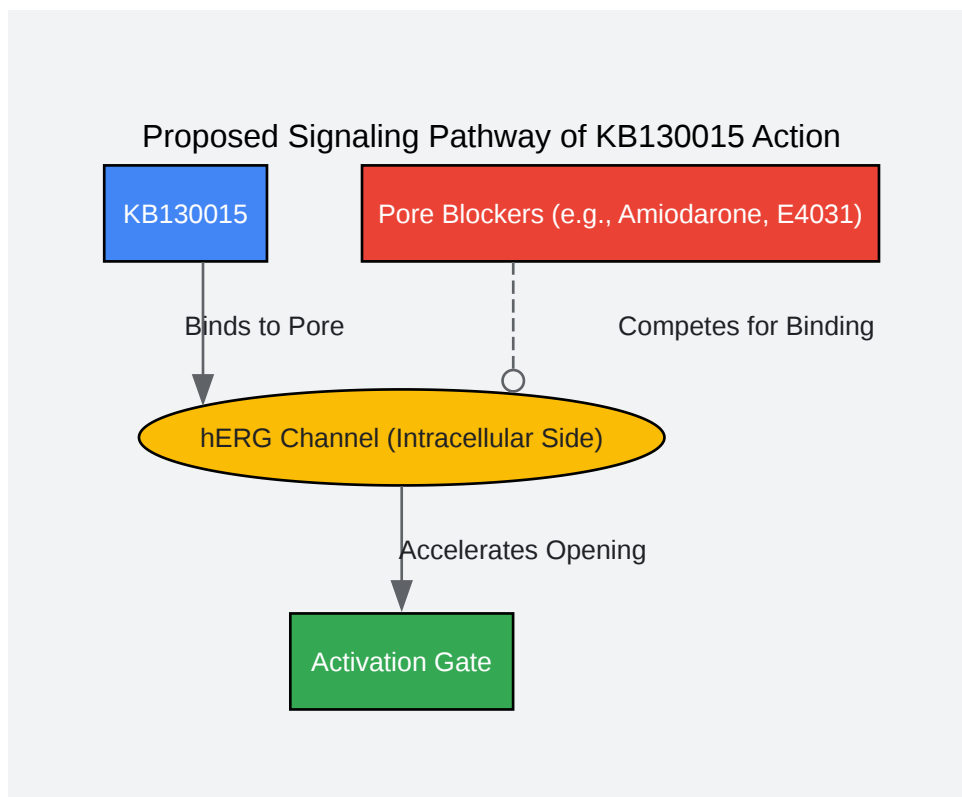 Proposed Signaling Pathway of KB130015 Action
KB130015
Pore Blockers (e.g., Amiodarone, E4031)
Binds to Pore
Competes for Binding
hERG Channel (Intracellular Side)
Accelerates Opening
Activation Gate